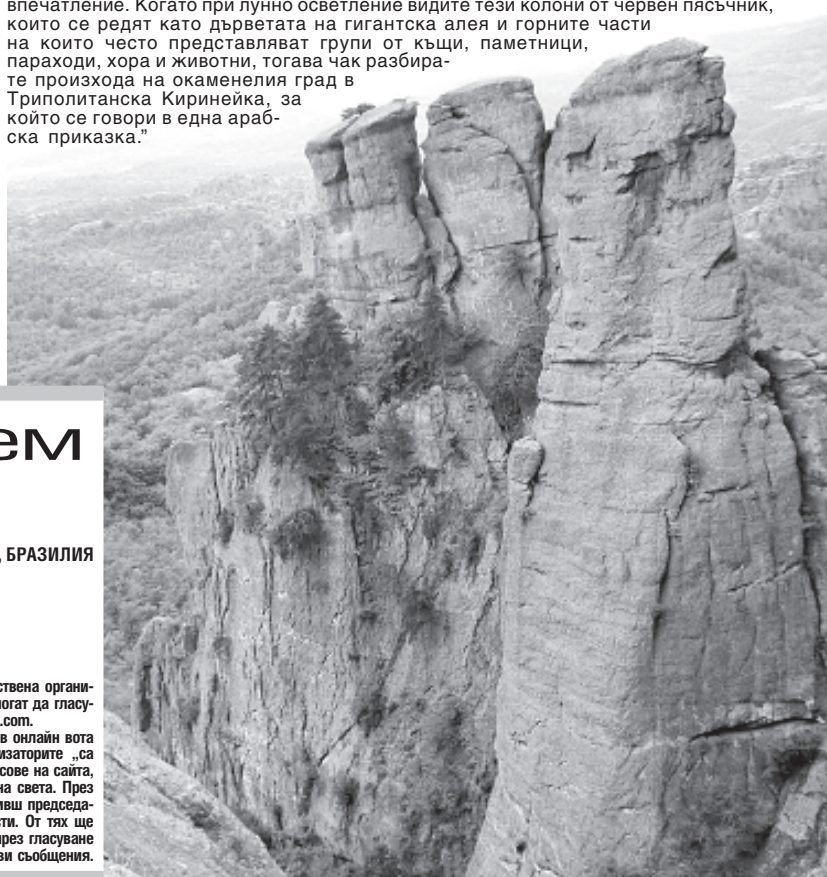 впечатление. Когато при лунно осветление видите тези колони от червен пясъчник,
които се редят като дърветата на гигантска алея и горните части
на които често представляват групи от къщи, паметници,
параходи, хора и животни, тогава чак разбира-
те произхода на окаменелия град в
Триполитанска Киринейка, за
който се говори в една араб-
ска приказка.”
ем
, БРАЗИЛИЯ
ствена органи-
могат да гласу-
.com.
в онлайн вота
изаторите „са
сове на сайта,
на света. През
ивш председа-
сти. От тях ще
през гласуване
ви съобщения.